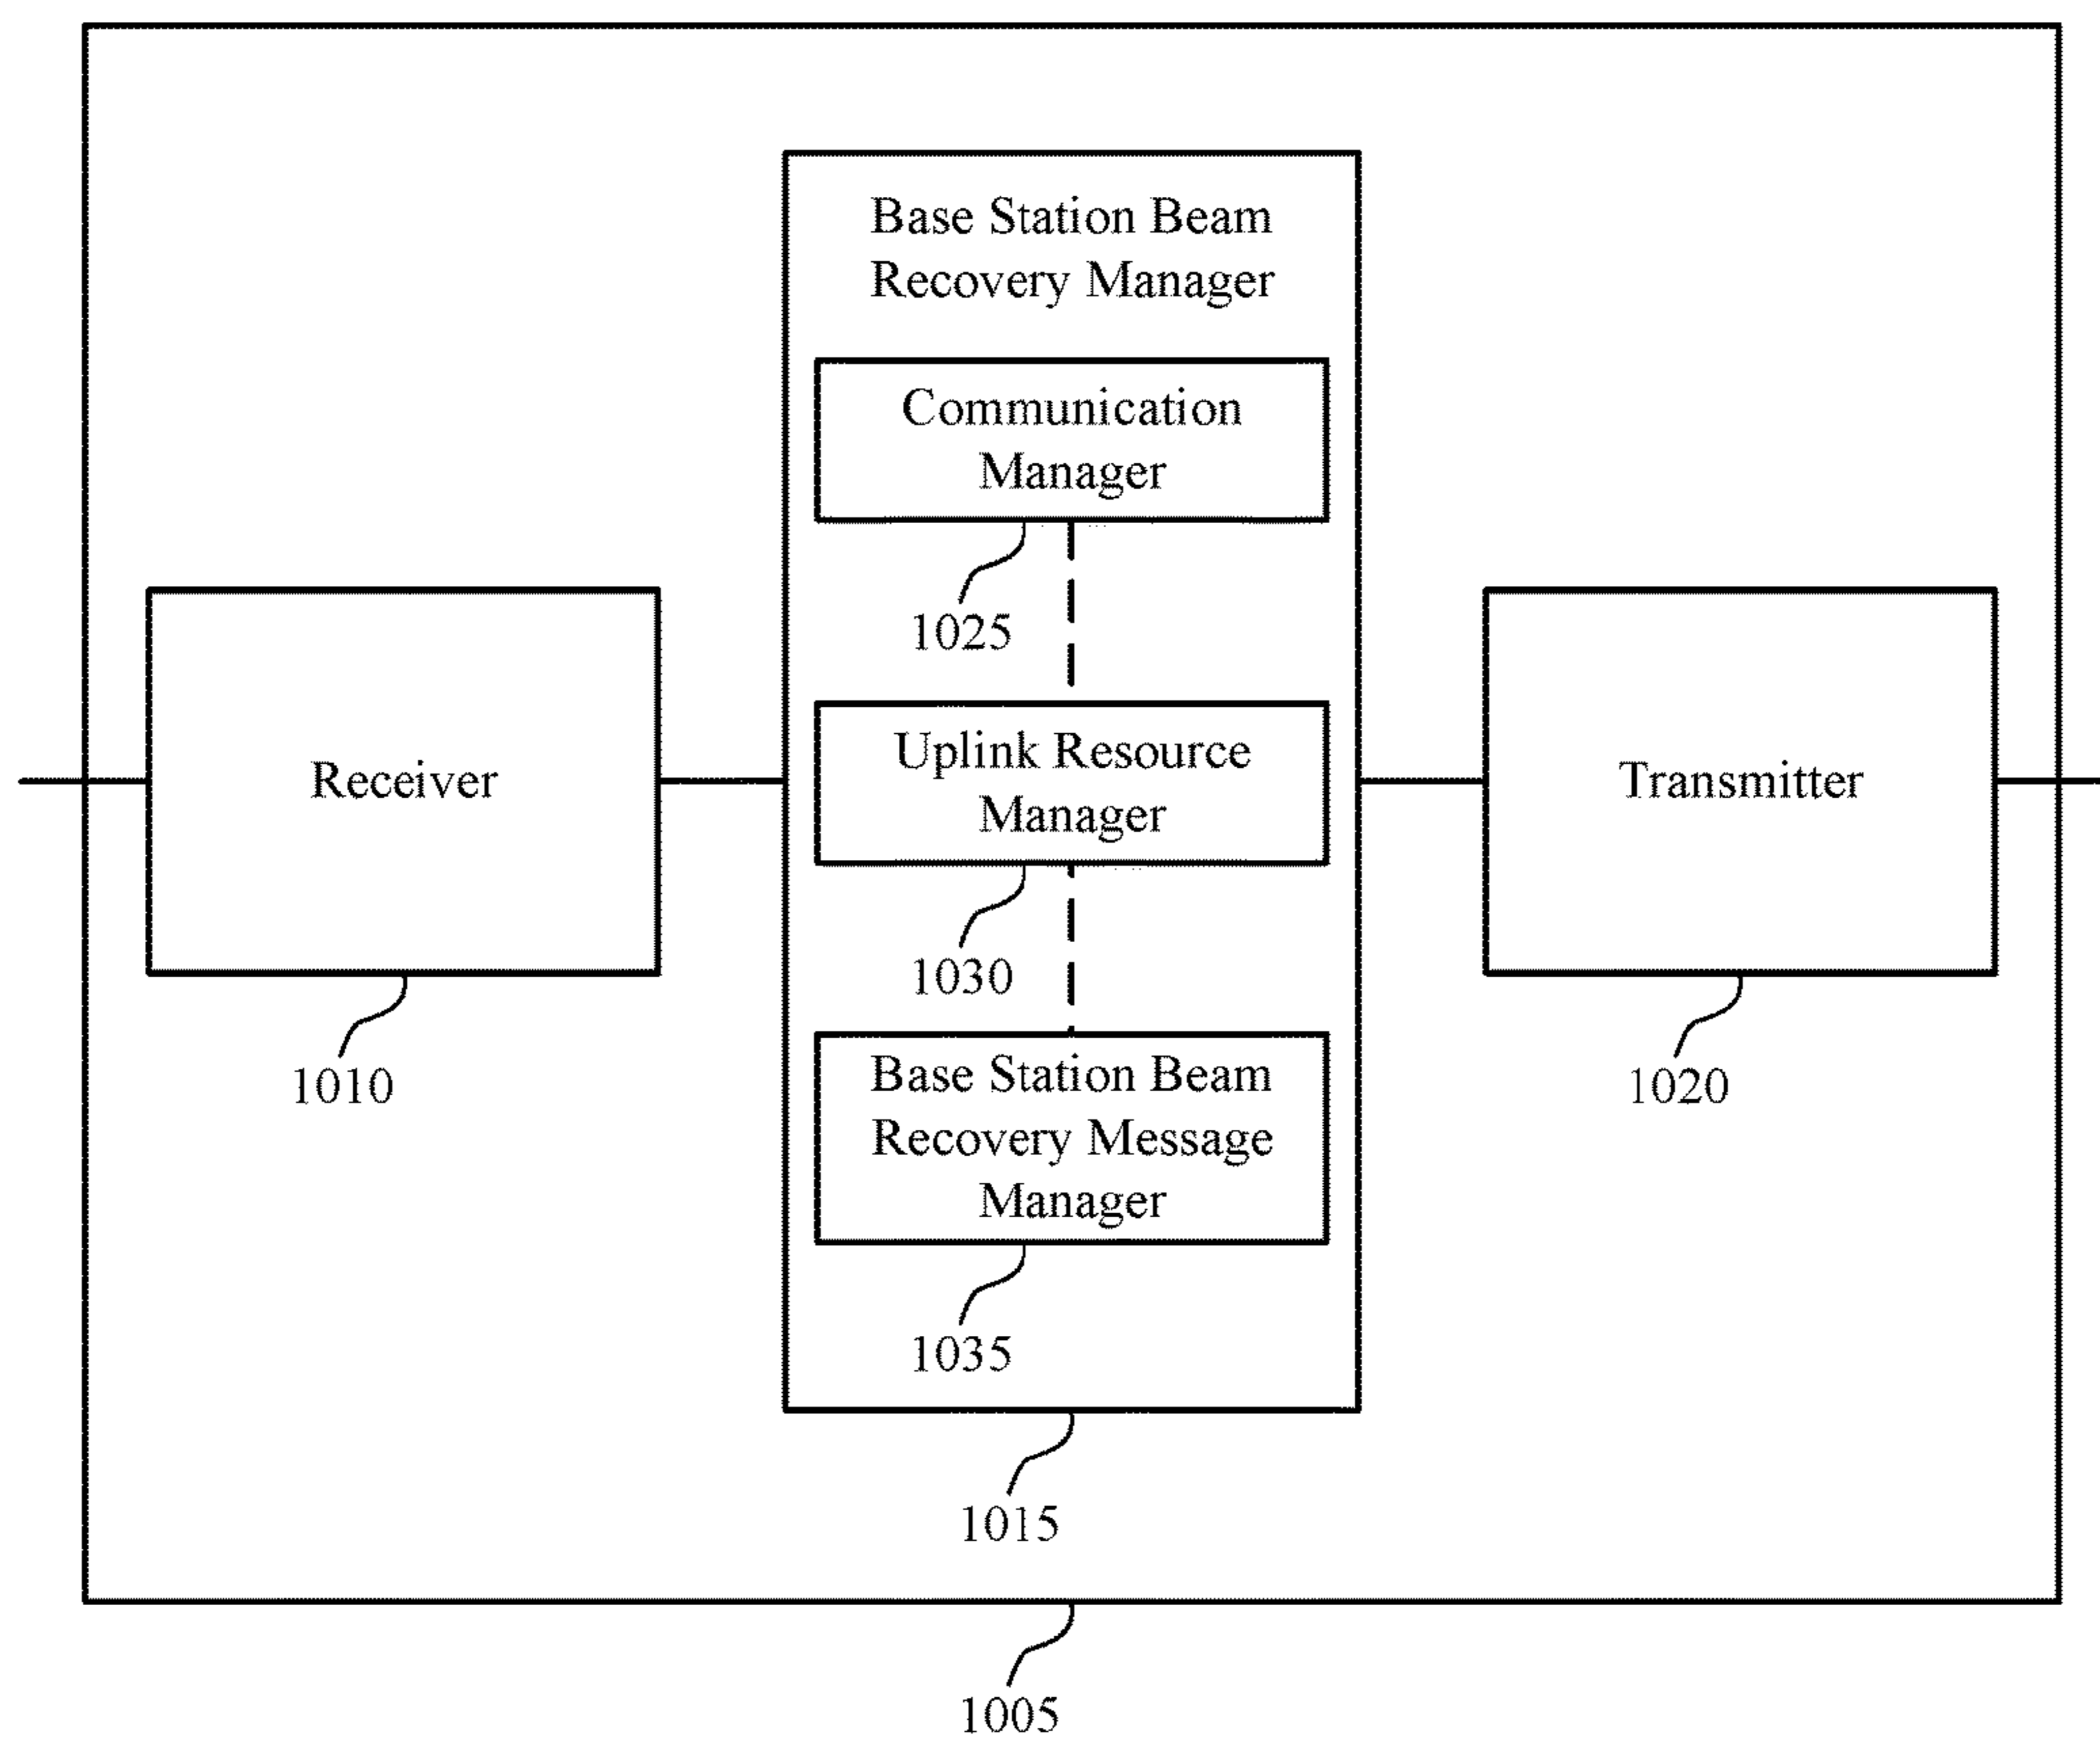 Base Station Beam
Recovery Manager
Communication
Manager
1025
Receiver
1010
Uplink Resource
Manager
1030
Transmitter
1020
Base Station Beam
Recovery Message
Manager
1035
1015
1005